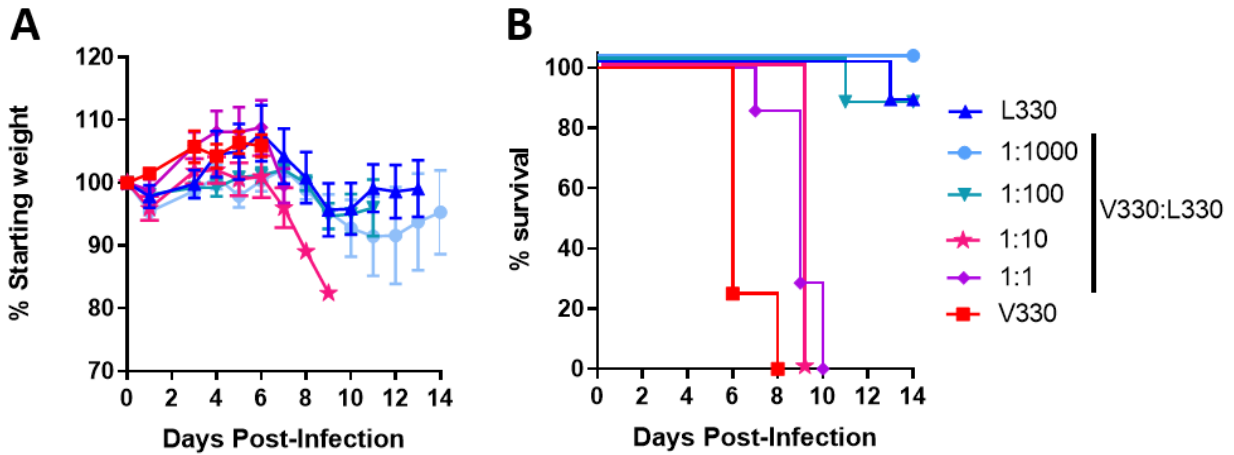 A
% Starting weight
120
110
100
90
80
70
0 2 4 6 8 10 12 14
Days Post-Infection
B
% survival
100
80
60
40
20
0
0 2 4 6 8 10 12 14
Days Post-Infection
L330
1:1000
1:100
1:10
1:1
V330
V330:L330